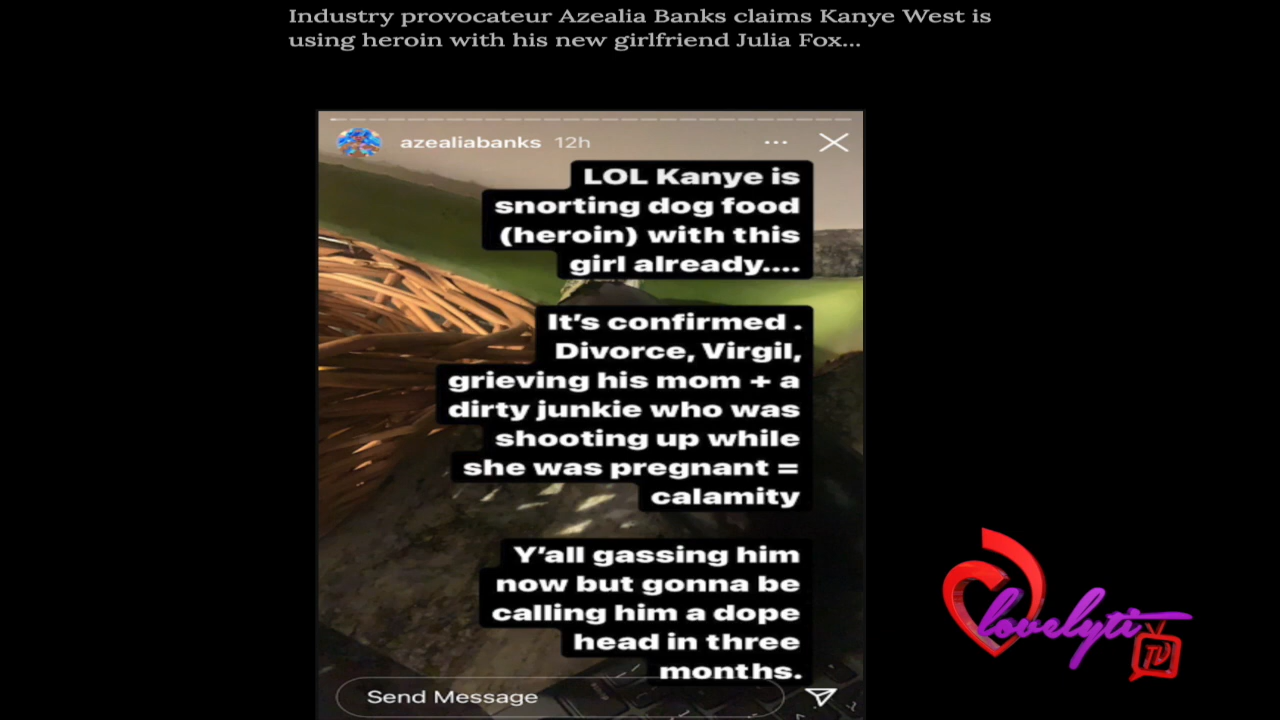 Industry provocateur Azealia Banks claims Kanye West is
using heroin with his new girlfriend Julia Fox...
azealiabanks 12h
LOL Kanye is
snorting dog food
(heroin) with this
girl already....
It's confirmed .
Divorce, Virgil,
grieving his mom + a
dirty junkie who was
shooting up while
she was pregnant =
calamity
Y'all gassing him
now but gonna be
calling him a dope
head in three
months.
Send Message
lovelyti
TV